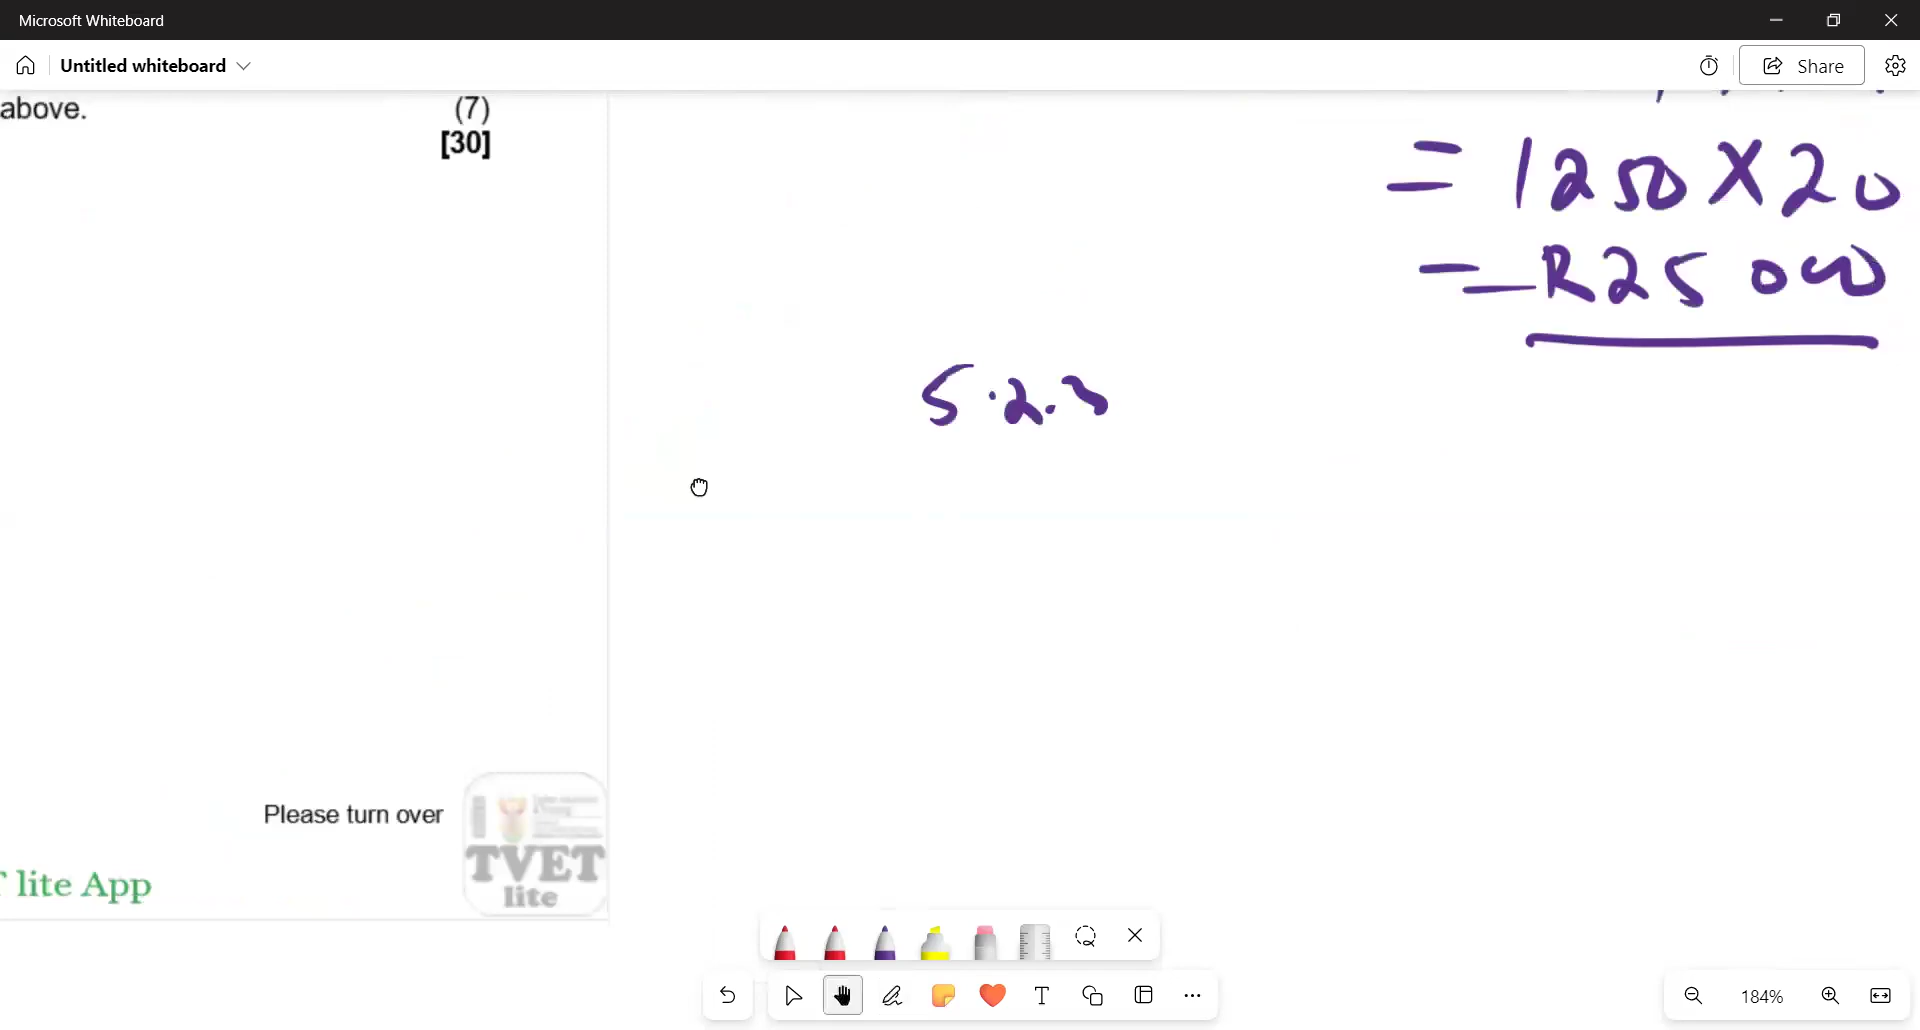 Microsoft Whiteboard
Untitled whiteboard
Share
above.
(7)
[30]
= 1250 X 20
= R25 000
5.2.3
Please turn over
TVET
lite
lite App
184%